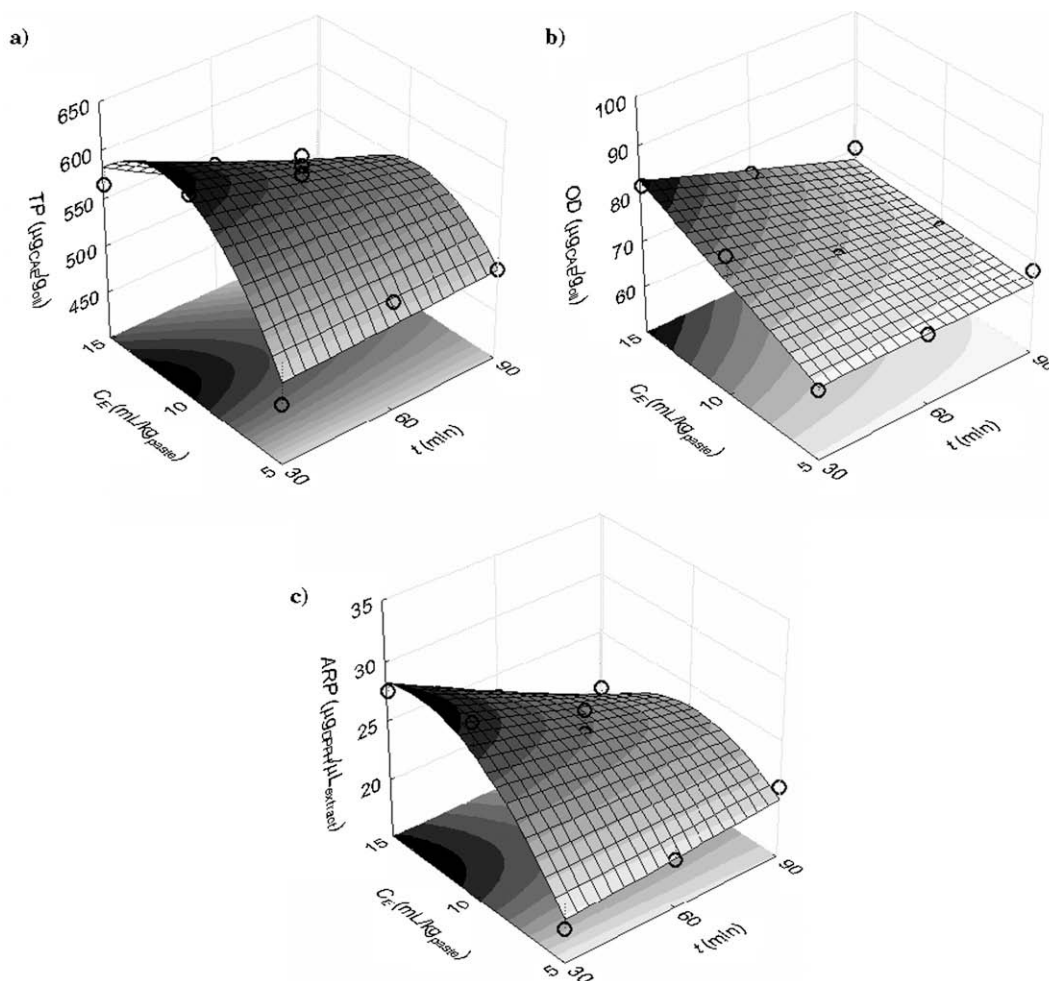 a)
650
600
550
500
450
TP (µgCAE/goil)
15
10
5
CE (mL/kgpaste)
30
60
90
t (min)
b)
100
90
80
70
60
OD (µgCAE/goil)
15
10
5
CE (mL/kgpaste)
30
60
90
t (min)
c)
35
30
25
20
ARP (µgDPPH/µLextract)
15
10
5
CE (mL/kgpaste)
30
60
90
t (min)